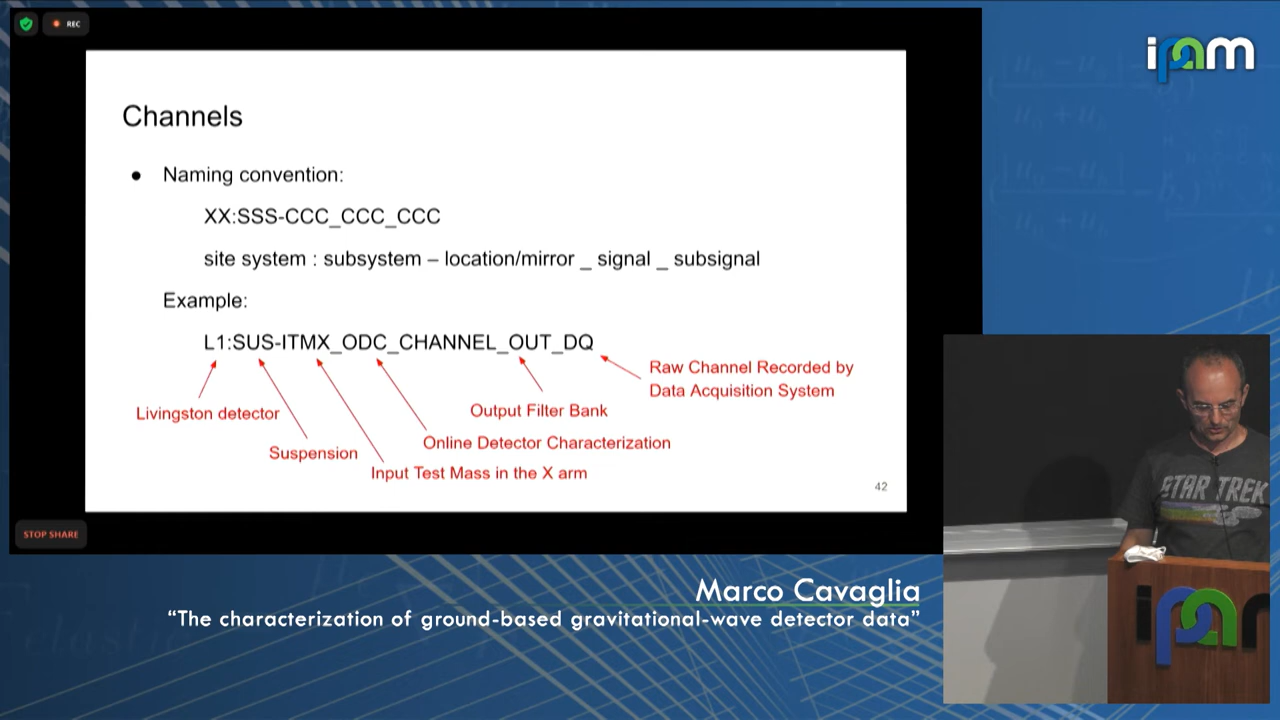 REC
ipam
Channels
● Naming convention:
XX:SSS-CCC_CCC_CCC
site system : subsystem – location/mirror _ signal _ subsignal
Example:
L1:SUS-ITMX_ODC_CHANNEL_OUT_DQ
Raw Channel Recorded by
Data Acquisition System
Livingston detector
Output Filter Bank
Online Detector Characterization
Suspension
Input Test Mass in the X arm
42
STOP SHARE
STAR TREK
Marco Cavaglia
“The characterization of ground-based gravitational-wave detector data”